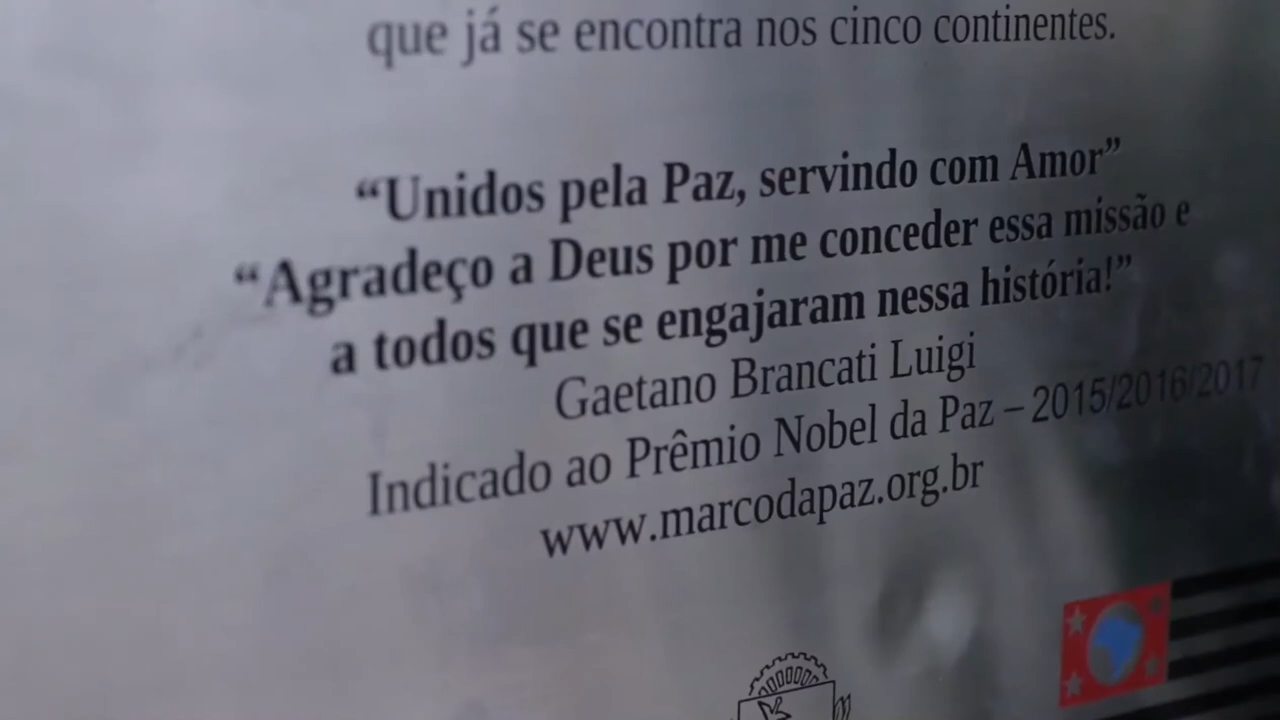 que já se encontra nos cinco continentes.
“Unidos pela Paz, servindo com Amor”
“Agradeço a Deus por me conceder essa missão e
a todos que se engajaram nessa história!”
Gaetano Brancati Luigi
Indicado ao Prêmio Nobel da Paz – 2015/2016/2017
www.marcodapaz.org.br